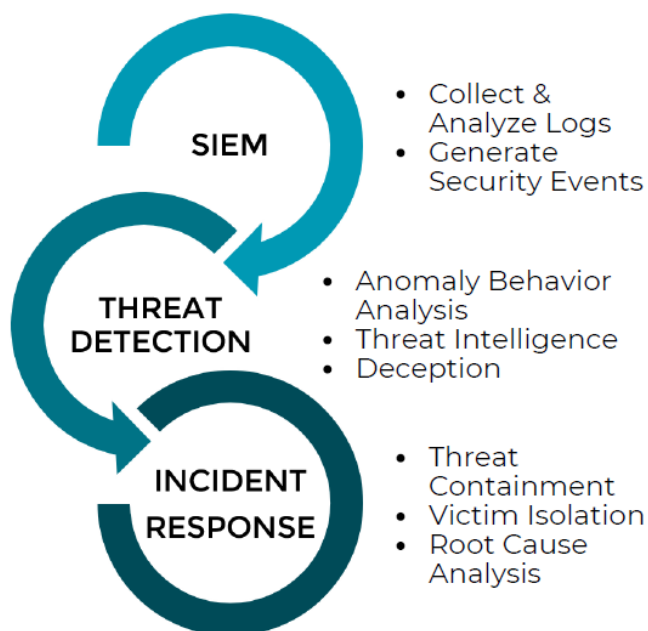 SIEM
• Collect &
Analyze Logs
• Generate
Security Events
THREAT
DETECTION
• Anomaly Behavior
Analysis
• Threat Intelligence
• Deception
INCIDENT
RESPONSE
• Threat
Containment
• Victim Isolation
• Root Cause
Analysis